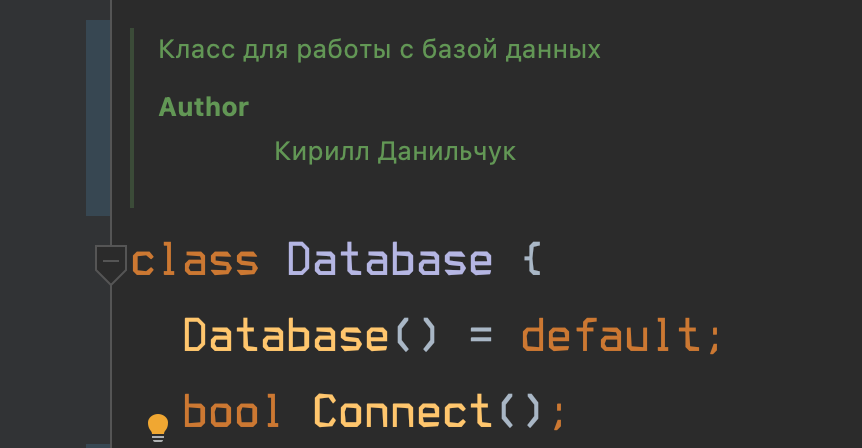 Класс для работы с базой данных
Author
Кирилл Данильчук
class Database {
Database() = default;
bool Connect();